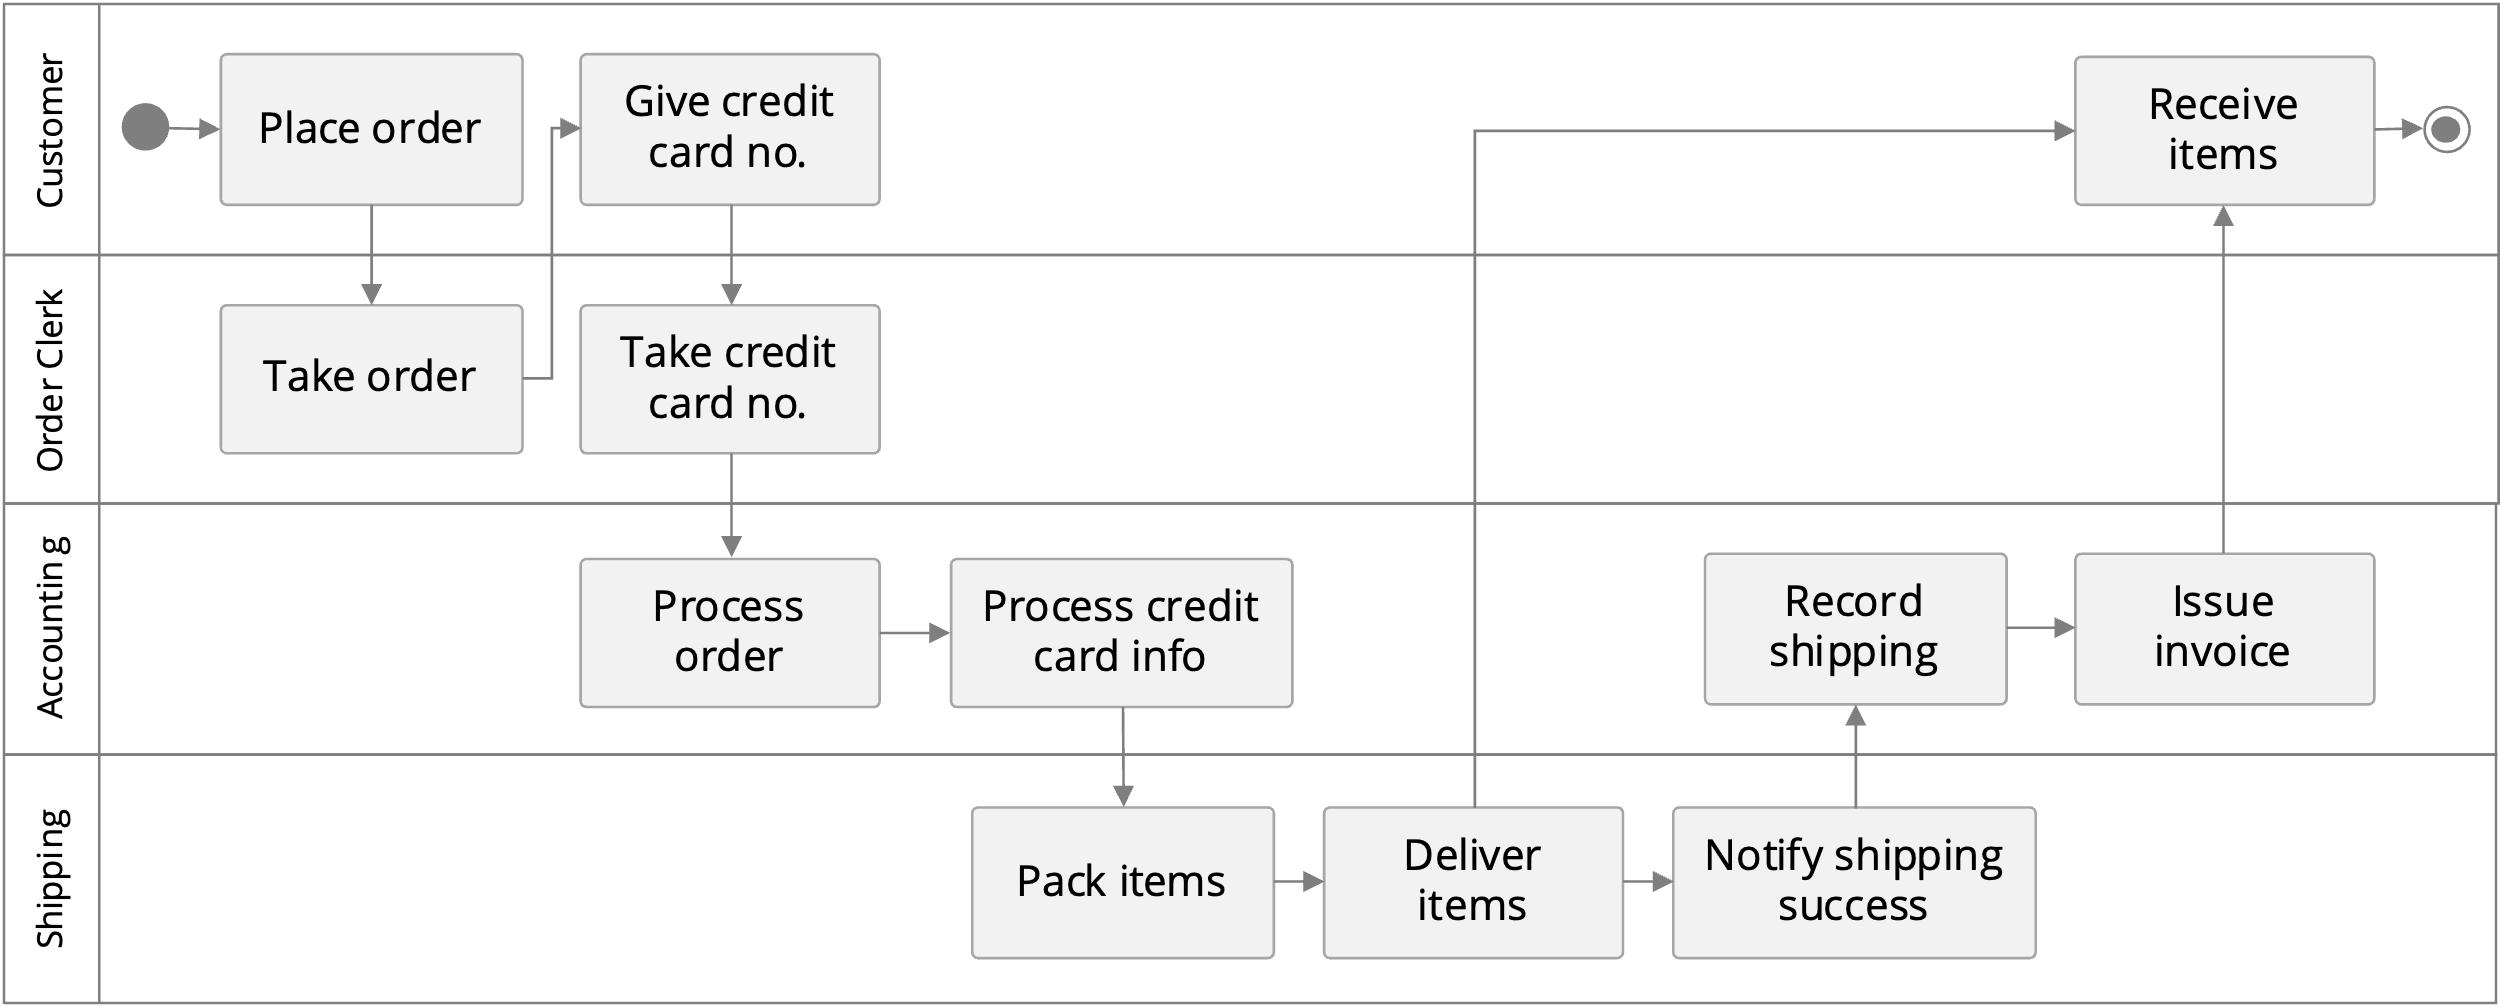 Customer
Place order
Give credit
card no.
Receive
items
Order Clerk
Take order
Take credit
card no.
Accounting
Process
order
Process credit
card info
Record
shipping
Issue
invoice
Shipping
Pack items
Deliver
items
Notify shipping
success